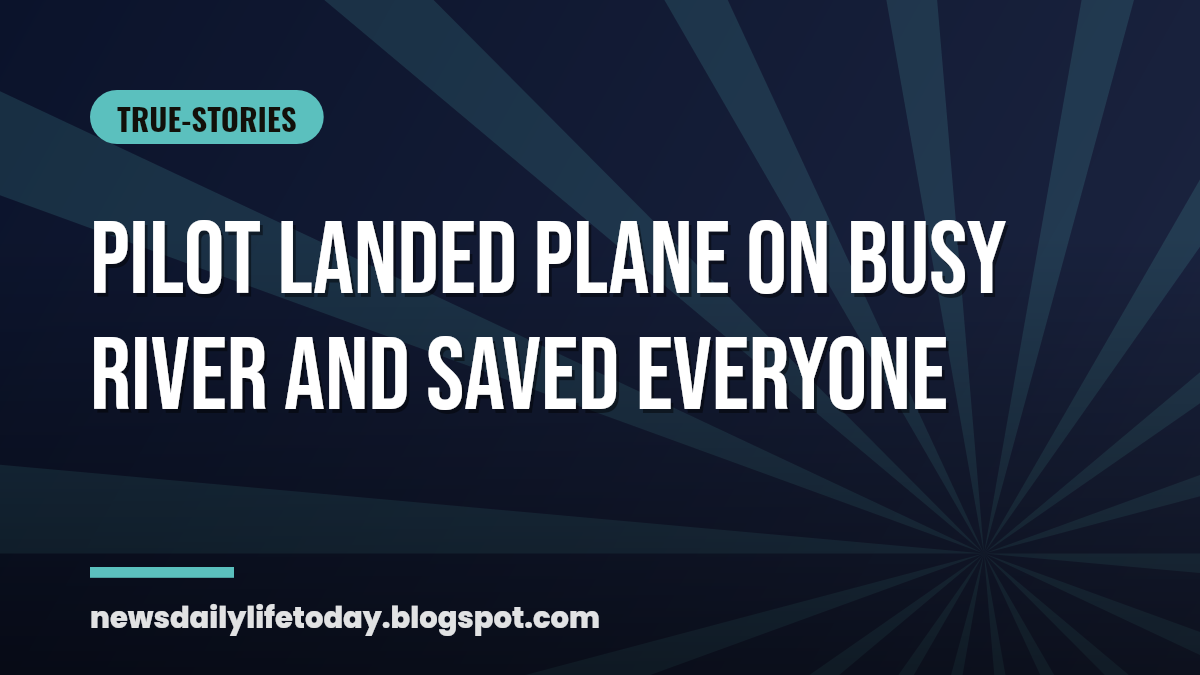 TRUE-STORIES
PILOT LANDED PLANE ON BUSY
RIVER AND SAVED EVERYONE
newsdailylifetoday.blogspot.com